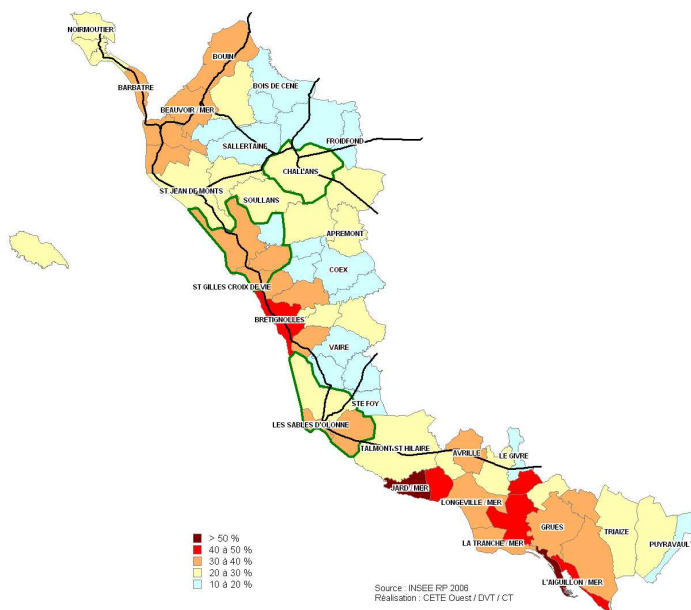 NOIRMOUTIER
BOUIN
BARBATRE
BOIS DE CENE
BEAUVOIR / MER
SALLERTAINE
FROIDFOND
CHALLANS
ST JEAN DE MONTS
SOULLANS
APREMONT
COEX
ST GILLES CROIX DE VIE
BRETIGNOLLES
VAIRE
STE FOY
LES SABLES D'OLONNE
TALMONT-ST HILAIRE
AVRILLE
LE GIVRE
JARD / MER
LONGEVILLE / MER
GRUES
TRIAIZE
LA TRANCHE / MER
PUYRAVAULT
L'AIGUILLON / MER
> 50 %
40 à 50 %
30 à 40 %
20 à 30 %
10 à 20 %
Source : INSEE RP 2006
Réalisation : CETE Ouest / DVT / CT